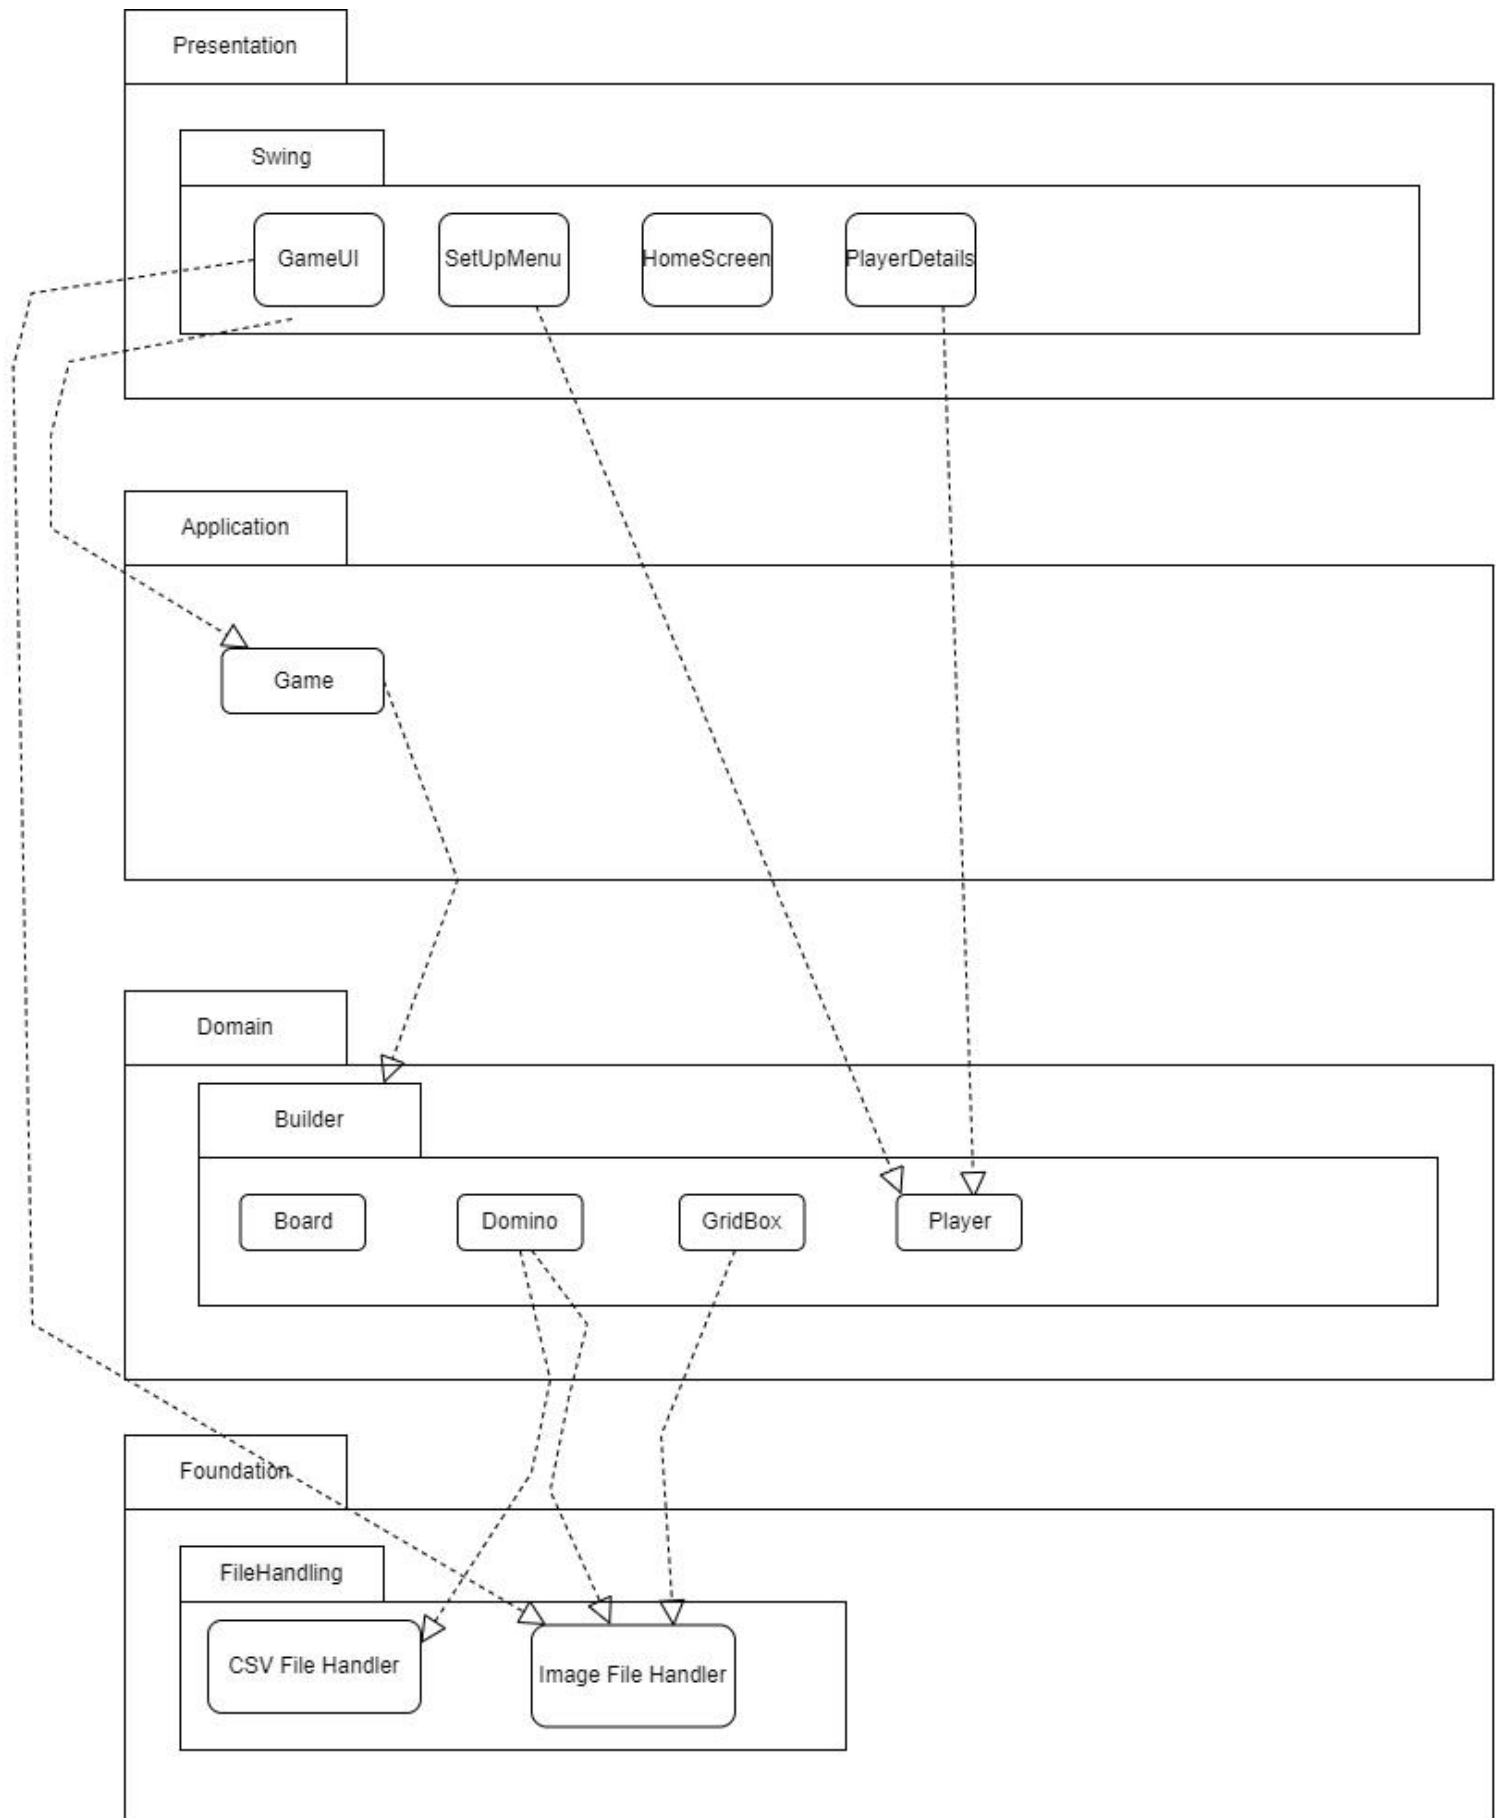 Presentation
Swing
GameUI
SetUpMenu
HomeScreen
PlayerDetails
Application
Game
Domain
Builder
Board
Domino
GridBox
Player
Foundation
FileHandling
CSV File Handler
Image File Handler